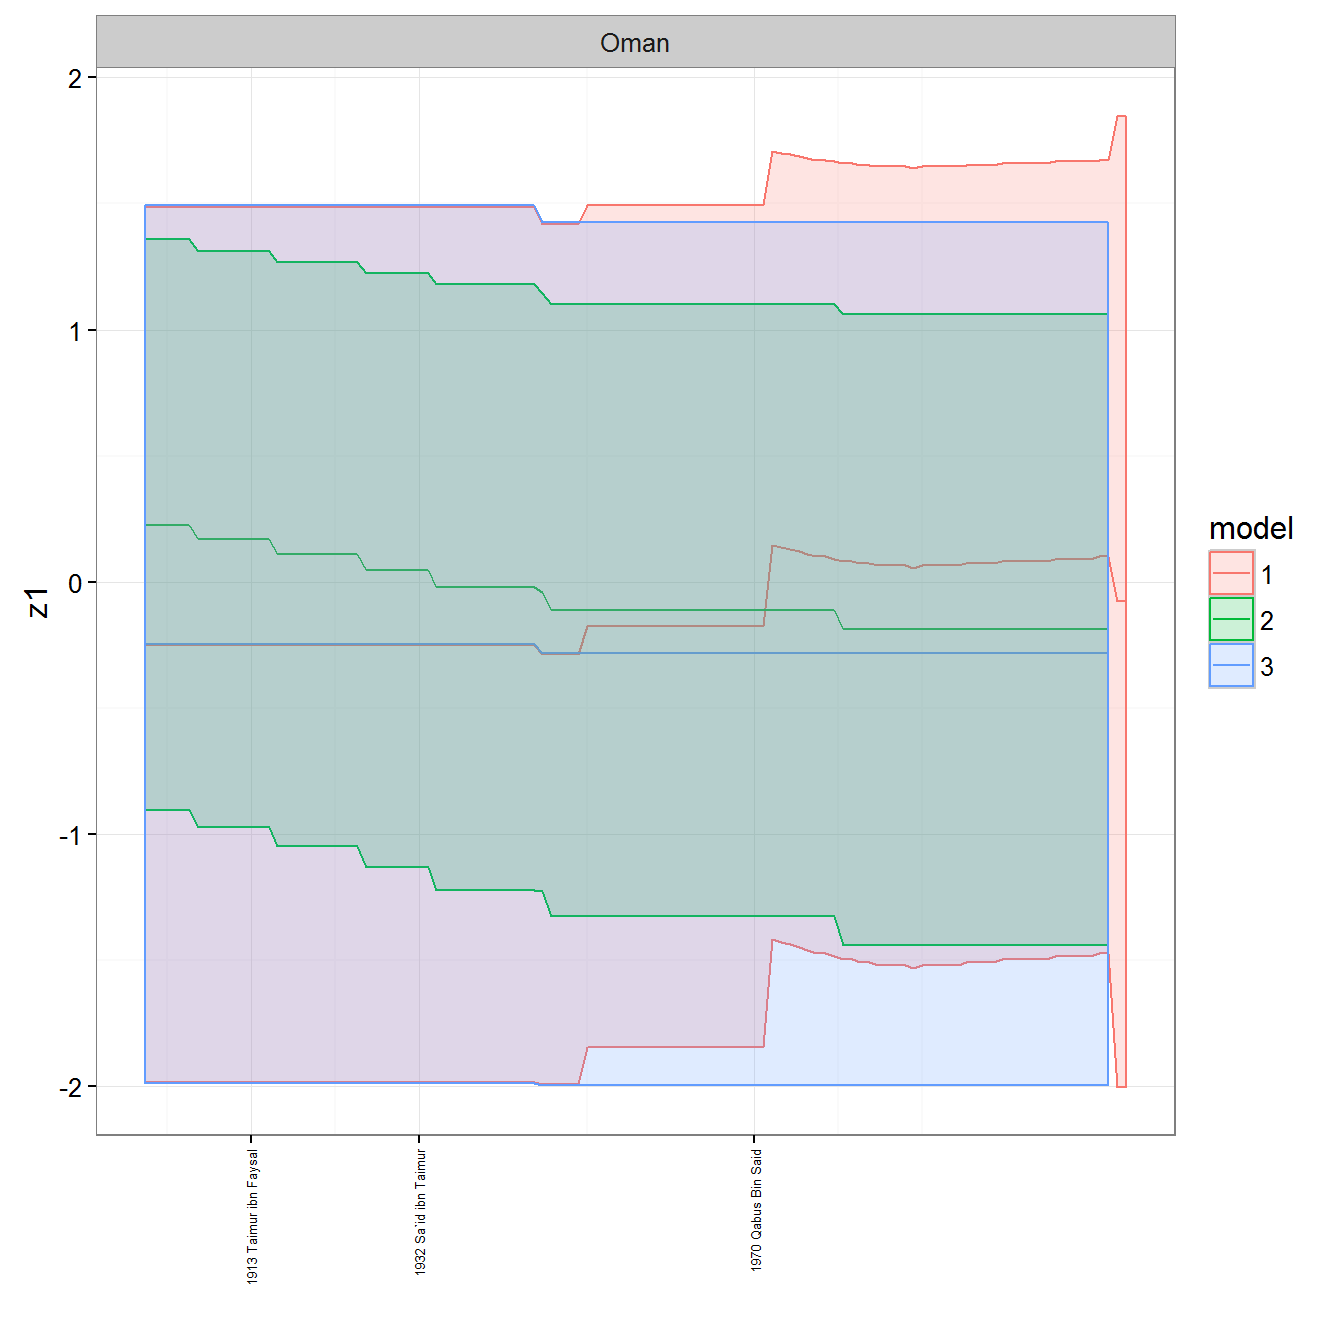 Oman
2
1
0
-1
-2
z1
1913 Taimur ibn Faysal
1932 Sa`id ibn Taimur
1970 Qabus Bin Said
model
1
2
3